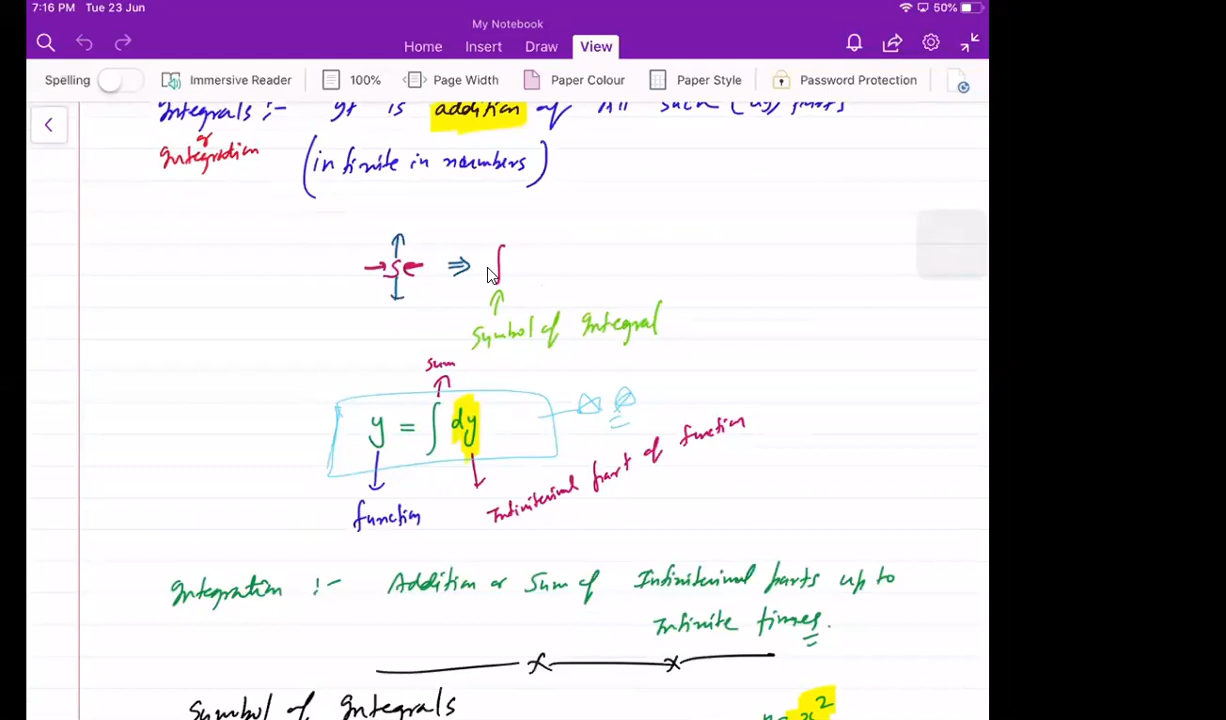 7:16 PM Tue 23 Jun
50%
My Notebook
Home Insert Draw View
Spelling Immersive Reader 100% Page Width Paper Colour Paper Style Password Protection
Integrals :- It is addition of All such (dy) parts
or
Integration (infinite in numbers)
→S← ⇒ ∫
Symbol of Integral
Sum
y = ∫ dy
Infinitesimal part of function
function
Integration :- Addition or Sum of Infinitesimal parts up to
Infinite times.
Symbol of Integrals